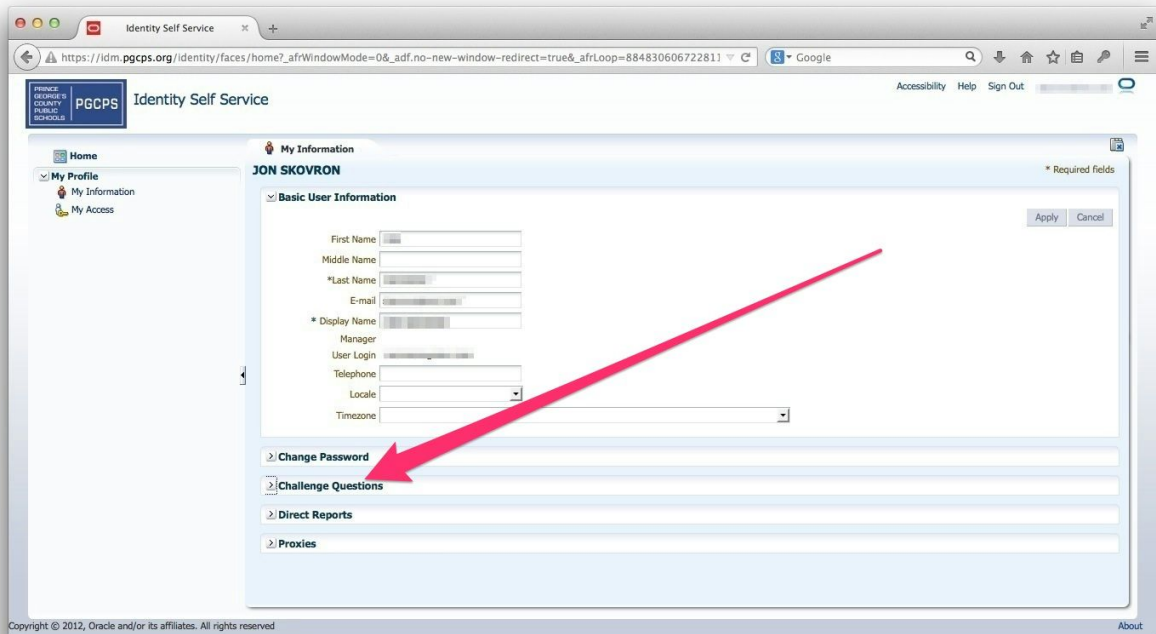 Identity Self Service
https://idm.pgcps.org/identity/faces/home?_afrWindowMode=0&_adf.no-new-window-redirect=true&_afrLoop=884830606722811
Google
PRINCE GEORGE'S COUNTY PUBLIC SCHOOLS
PGCPS
Identity Self Service
Accessibility Help Sign Out
Home
My Profile
My Information
My Access
My Information
JON SKOVRON
* Required fields
Basic User Information
Apply Cancel
First Name
Middle Name
*Last Name
E-mail
* Display Name
Manager
User Login
Telephone
Locale
Timezone
Change Password
Challenge Questions
Direct Reports
Proxies
Copyright © 2012, Oracle and/or its affiliates. All rights reserved
About